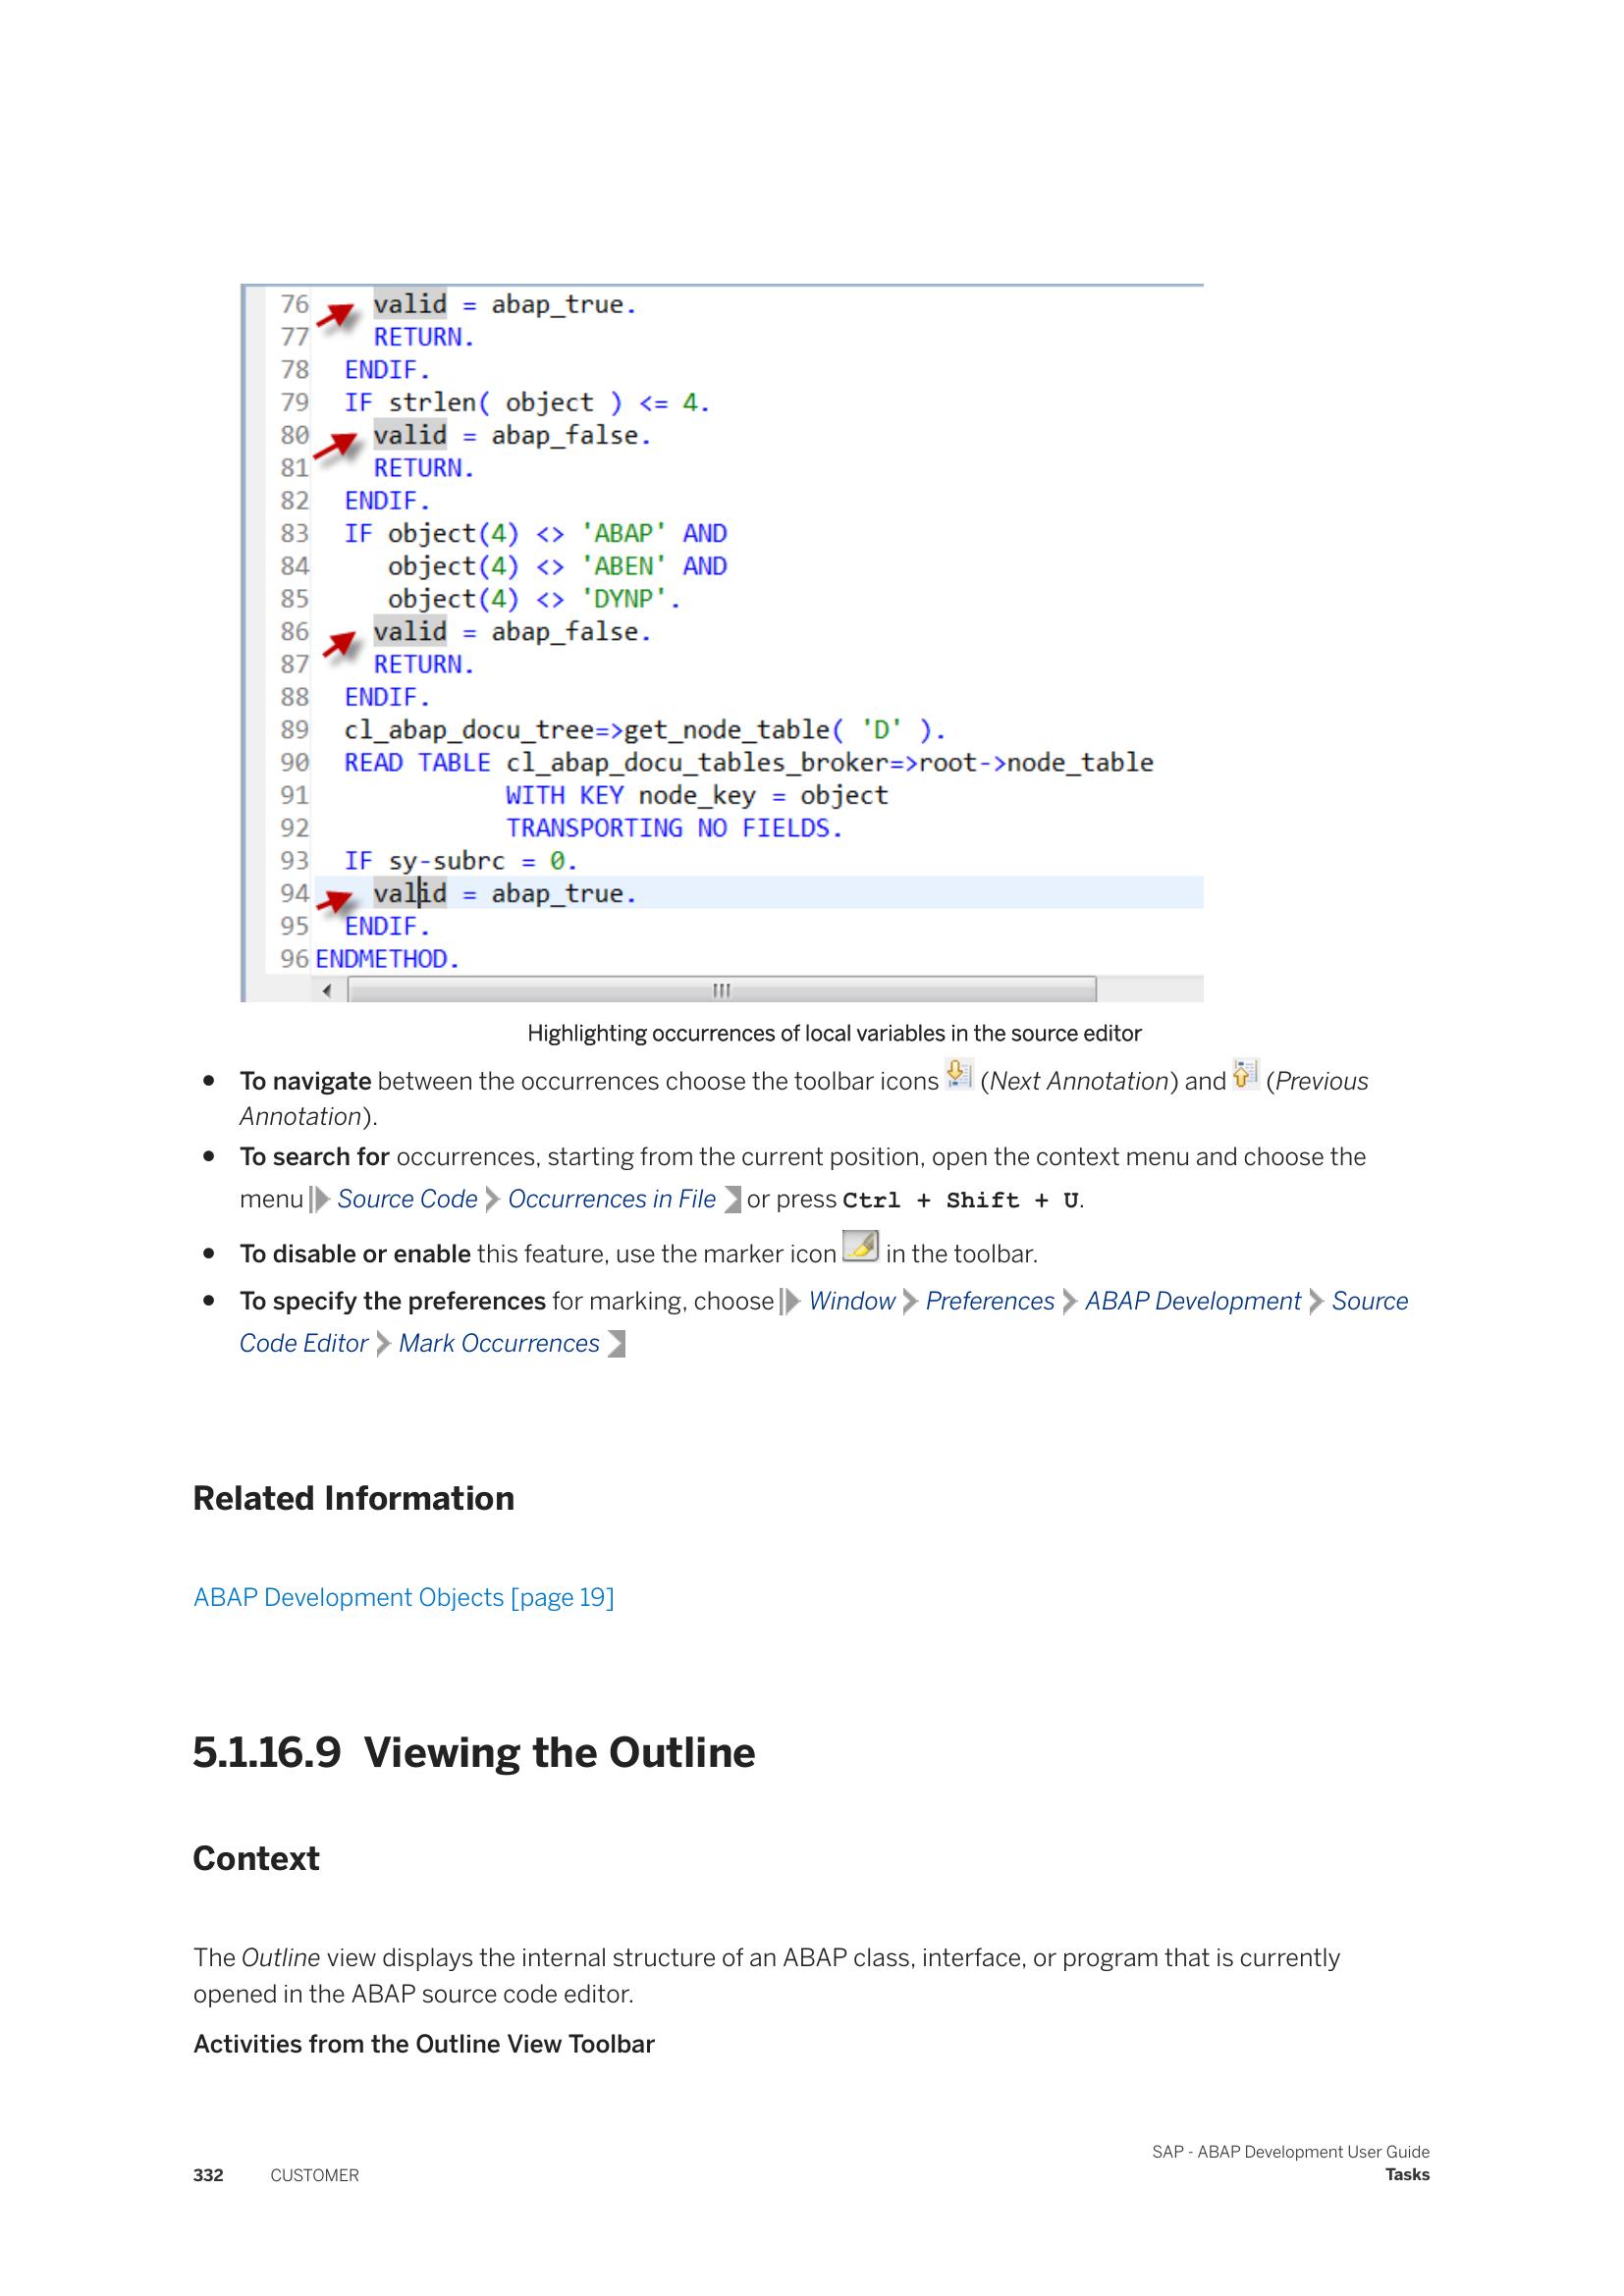 76 valid = abap_true.
77 RETURN.
78 ENDIF.
79 IF strlen( object ) <= 4.
80 valid = abap_false.
81 RETURN.
82 ENDIF.
83 IF object(4) <> 'ABAP' AND
84 object(4) <> 'ABEN' AND
85 object(4) <> 'DYNP'.
86 valid = abap_false.
87 RETURN.
88 ENDIF.
89 cl_abap_docu_tree=>get_node_table( 'D' ).
90 READ TABLE cl_abap_docu_tables_broker=>root->node_table
91 WITH KEY node_key = object
92 TRANSPORTING NO FIELDS.
93 IF sy-subrc = 0.
94 valid = abap_true.
95 ENDIF.
96 ENDMETHOD.
Highlighting occurrences of local variables in the source editor
● To navigate between the occurrences choose the toolbar icons (Next Annotation) and (Previous
Annotation).
● To search for occurrences, starting from the current position, open the context menu and choose the
menu Source Code Occurrences in File or press Ctrl + Shift + U.
● To disable or enable this feature, use the marker icon in the toolbar.
● To specify the preferences for marking, choose Window Preferences ABAP Development Source
Code Editor Mark Occurrences
Related Information
ABAP Development Objects [page 19]
5.1.16.9 Viewing the Outline
Context
The Outline view displays the internal structure of an ABAP class, interface, or program that is currently
opened in the ABAP source code editor.
Activities from the Outline View Toolbar
SAP - ABAP Development User Guide
332 CUSTOMER Tasks